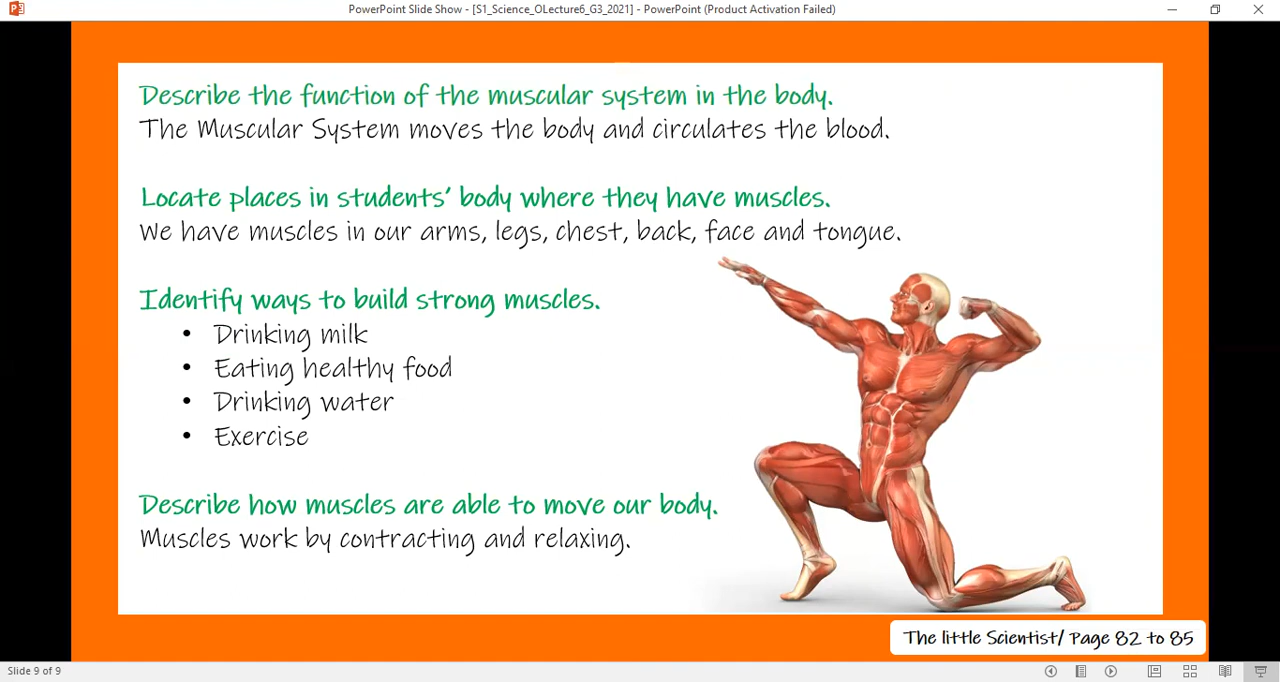 PowerPoint Slide Show - [S1_Science_OLecture6_G3_2021] - PowerPoint (Product Activation Failed)
Describe the function of the muscular system in the body.
The Muscular System moves the body and circulates the blood.
Locate places in students' body where they have muscles.
We have muscles in our arms, legs, chest, back, face and tongue.
Identify ways to build strong muscles.
• Drinking milk
• Eating healthy food
• Drinking water
• Exercise
Describe how muscles are able to move our body.
Muscles work by contracting and relaxing.
The little Scientist/ Page 82 to 85
Slide 9 of 9